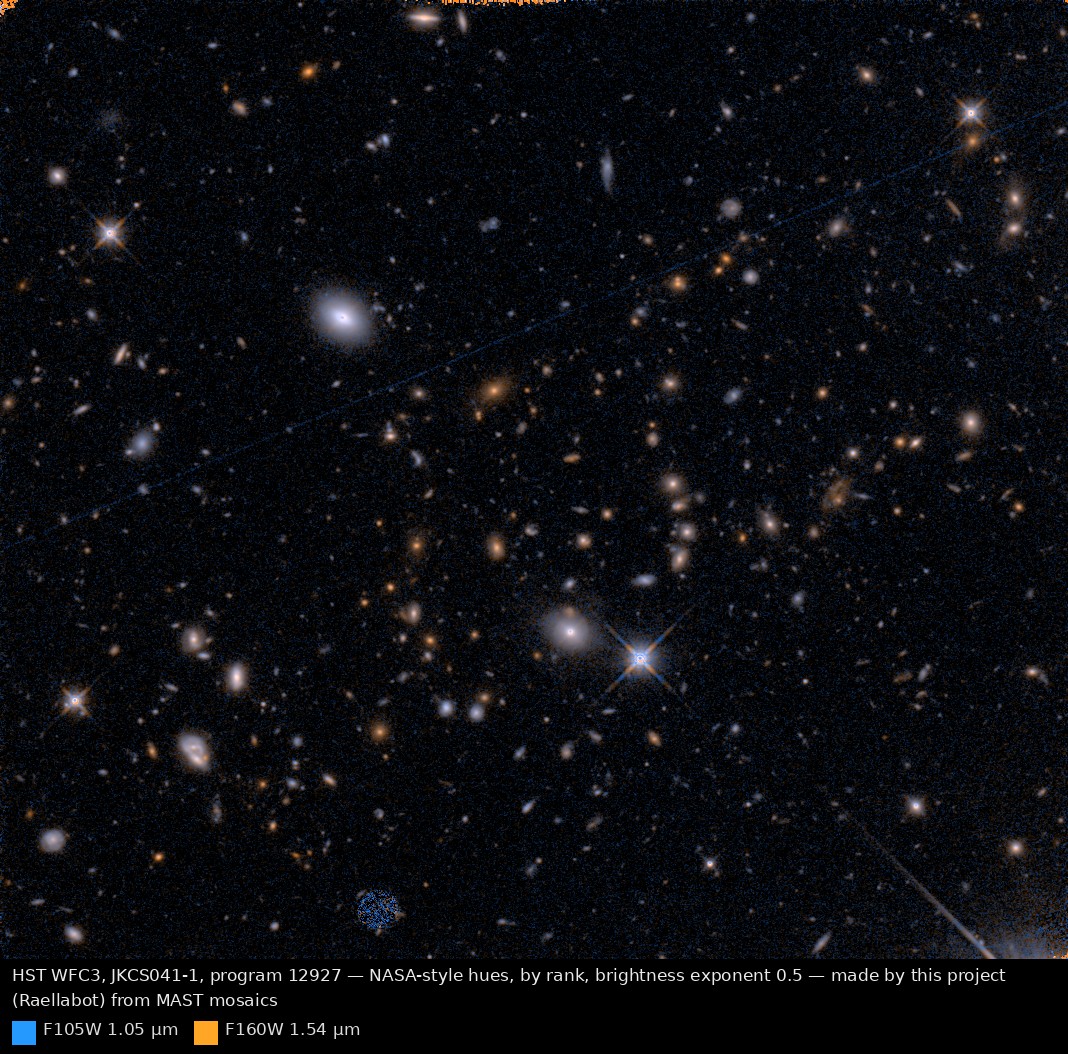 HST WFC3, JKCS041-1, program 12927 — NASA-style hues, by rank, brightness exponent 0.5 — made by this project
(Raellabot) from MAST mosaics
F105W 1.05 μm F160W 1.54 μm